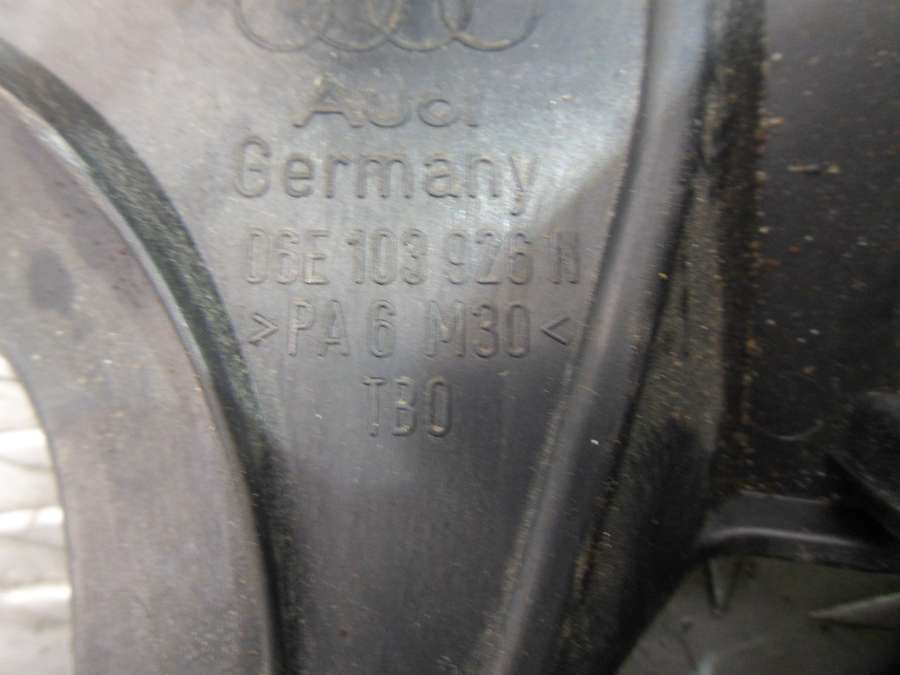 Audi
Germany
06E 103 926 N
>PA 6 M30<
TBO